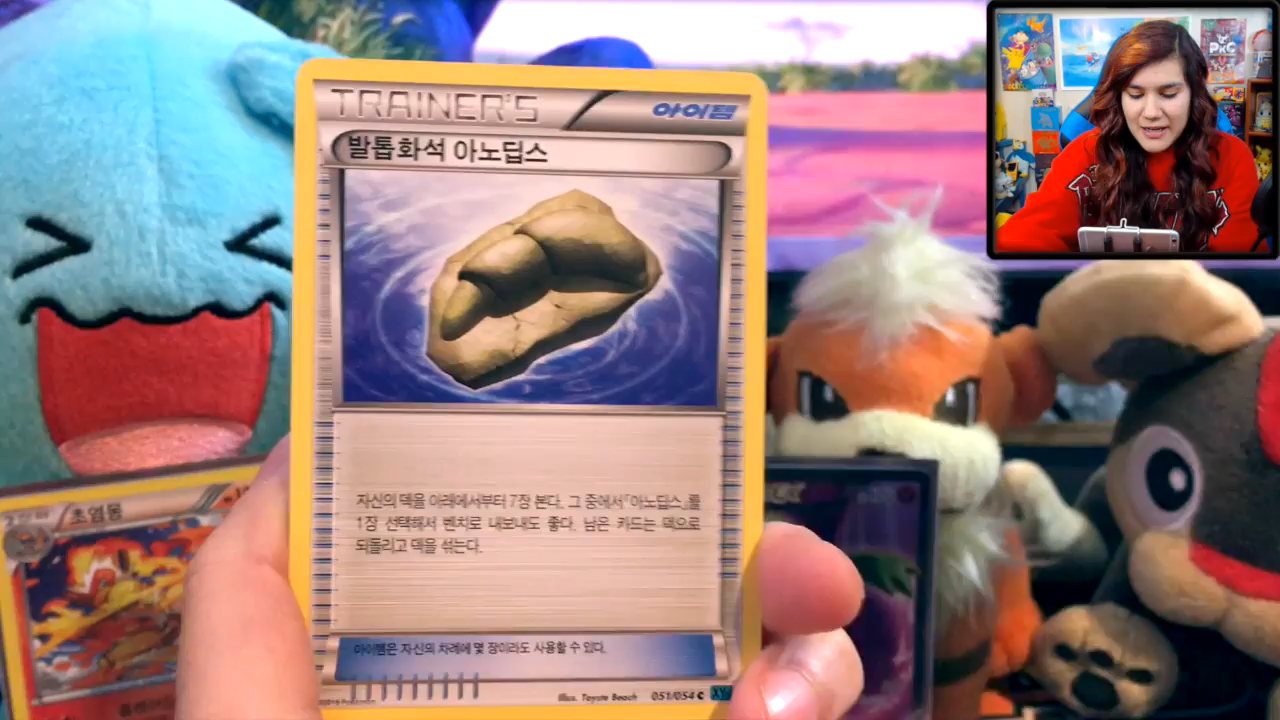 TRAINER'S 아이템
발톱화석 아노딥스
자신의 덱을 아래에서부터 7장 본다. 그 중에서 「아노딥스」를
1장 선택해서 벤치로 내보내도 좋다. 남은 카드는 덱으로
되돌리고 덱을 섞는다.
아이템은 자신의 차례에 몇 장이라도 사용할 수 있다.
Illus. Toyste Beach 051/054 C XY
초염몽